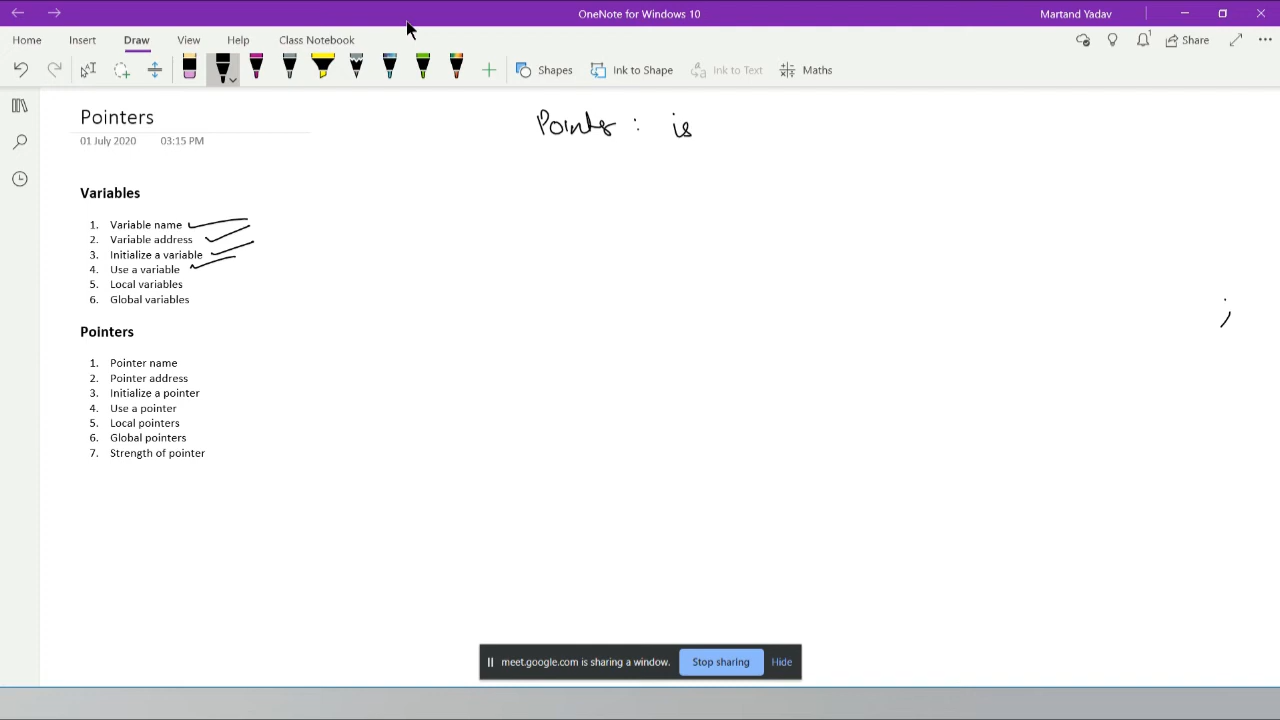 OneNote for Windows 10
Martand Yadav
Home Insert Draw View Help Class Notebook
Share
Shapes Ink to Shape Ink to Text Maths
Pointers
01 July 2020 03:15 PM
Pointer : is
Variables
1. Variable name
2. Variable address
3. Initialize a variable
4. Use a variable
5. Local variables
6. Global variables
;
Pointers
1. Pointer name
2. Pointer address
3. Initialize a pointer
4. Use a pointer
5. Local pointers
6. Global pointers
7. Strength of pointer
meet.google.com is sharing a window. Stop sharing Hide